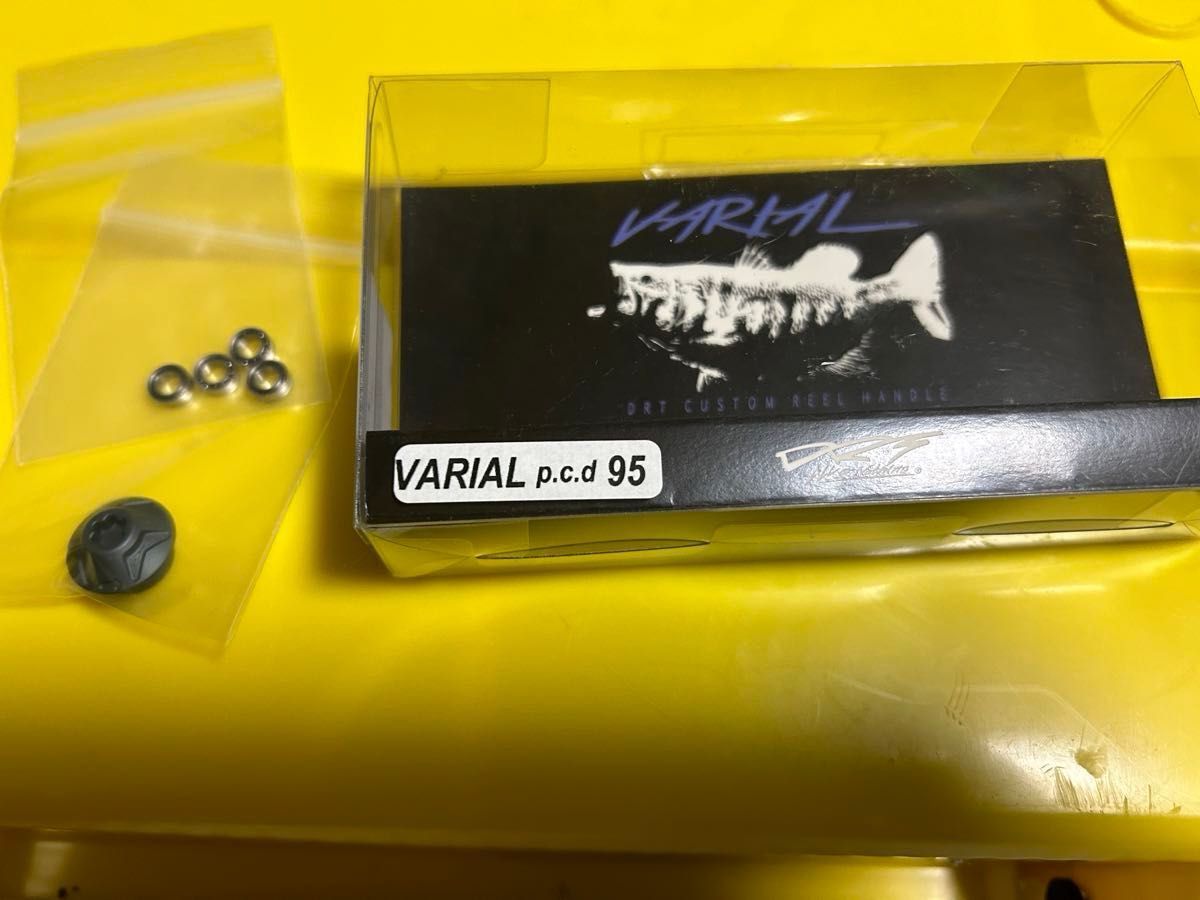 VARIAL
DRT CUSTOM REEL HANDLE
VARIAL p.c.d 95